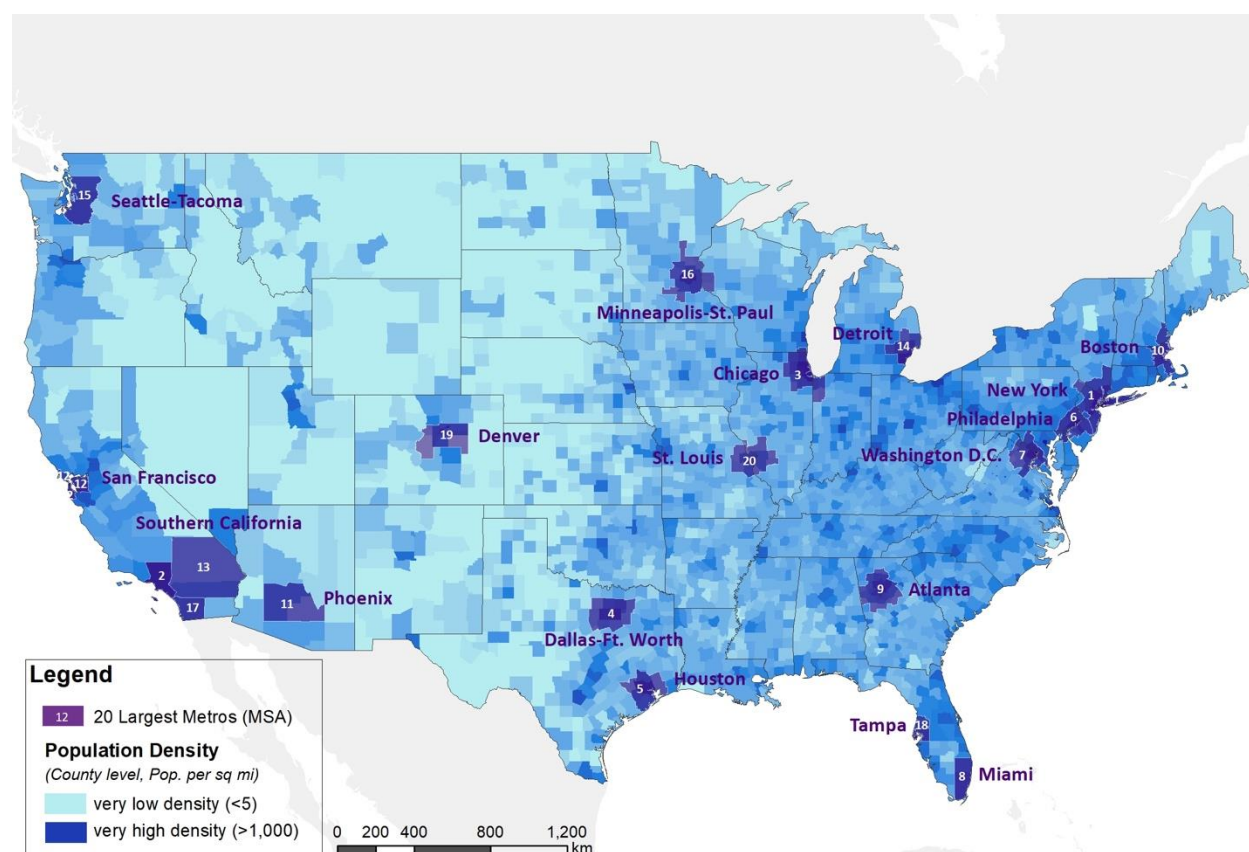 15
Seattle-Tacoma
16
Minneapolis-St. Paul
Detroit
14
Boston
10
Chicago
3
New York
1
Philadelphia
6
19
Denver
St. Louis
20
Washington D.C.
7
12
12
San Francisco
Southern California
13
2
17
11
Phoenix
4
Dallas-Ft. Worth
9
Atlanta
5
Houston
Tampa
18
8
Miami
Legend
12
20 Largest Metros (MSA)
Population Density
(County level, Pop. per sq mi)
very low density (<5)
very high density (>1,000)
0 200 400 800 1,200
km